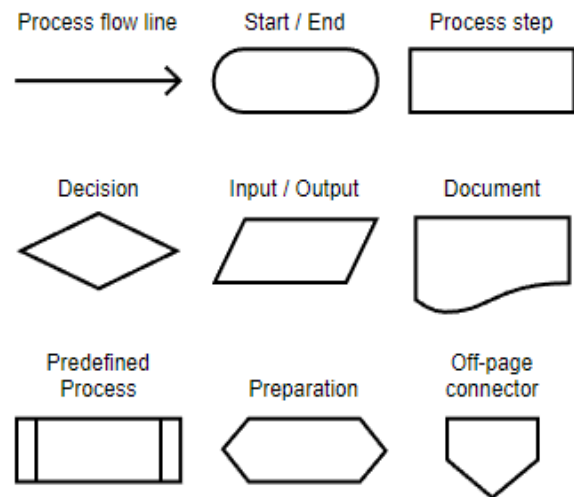 Process flow line
Start / End
Process step
Decision
Input / Output
Document
Predefined
Process
Preparation
Off-page
connector